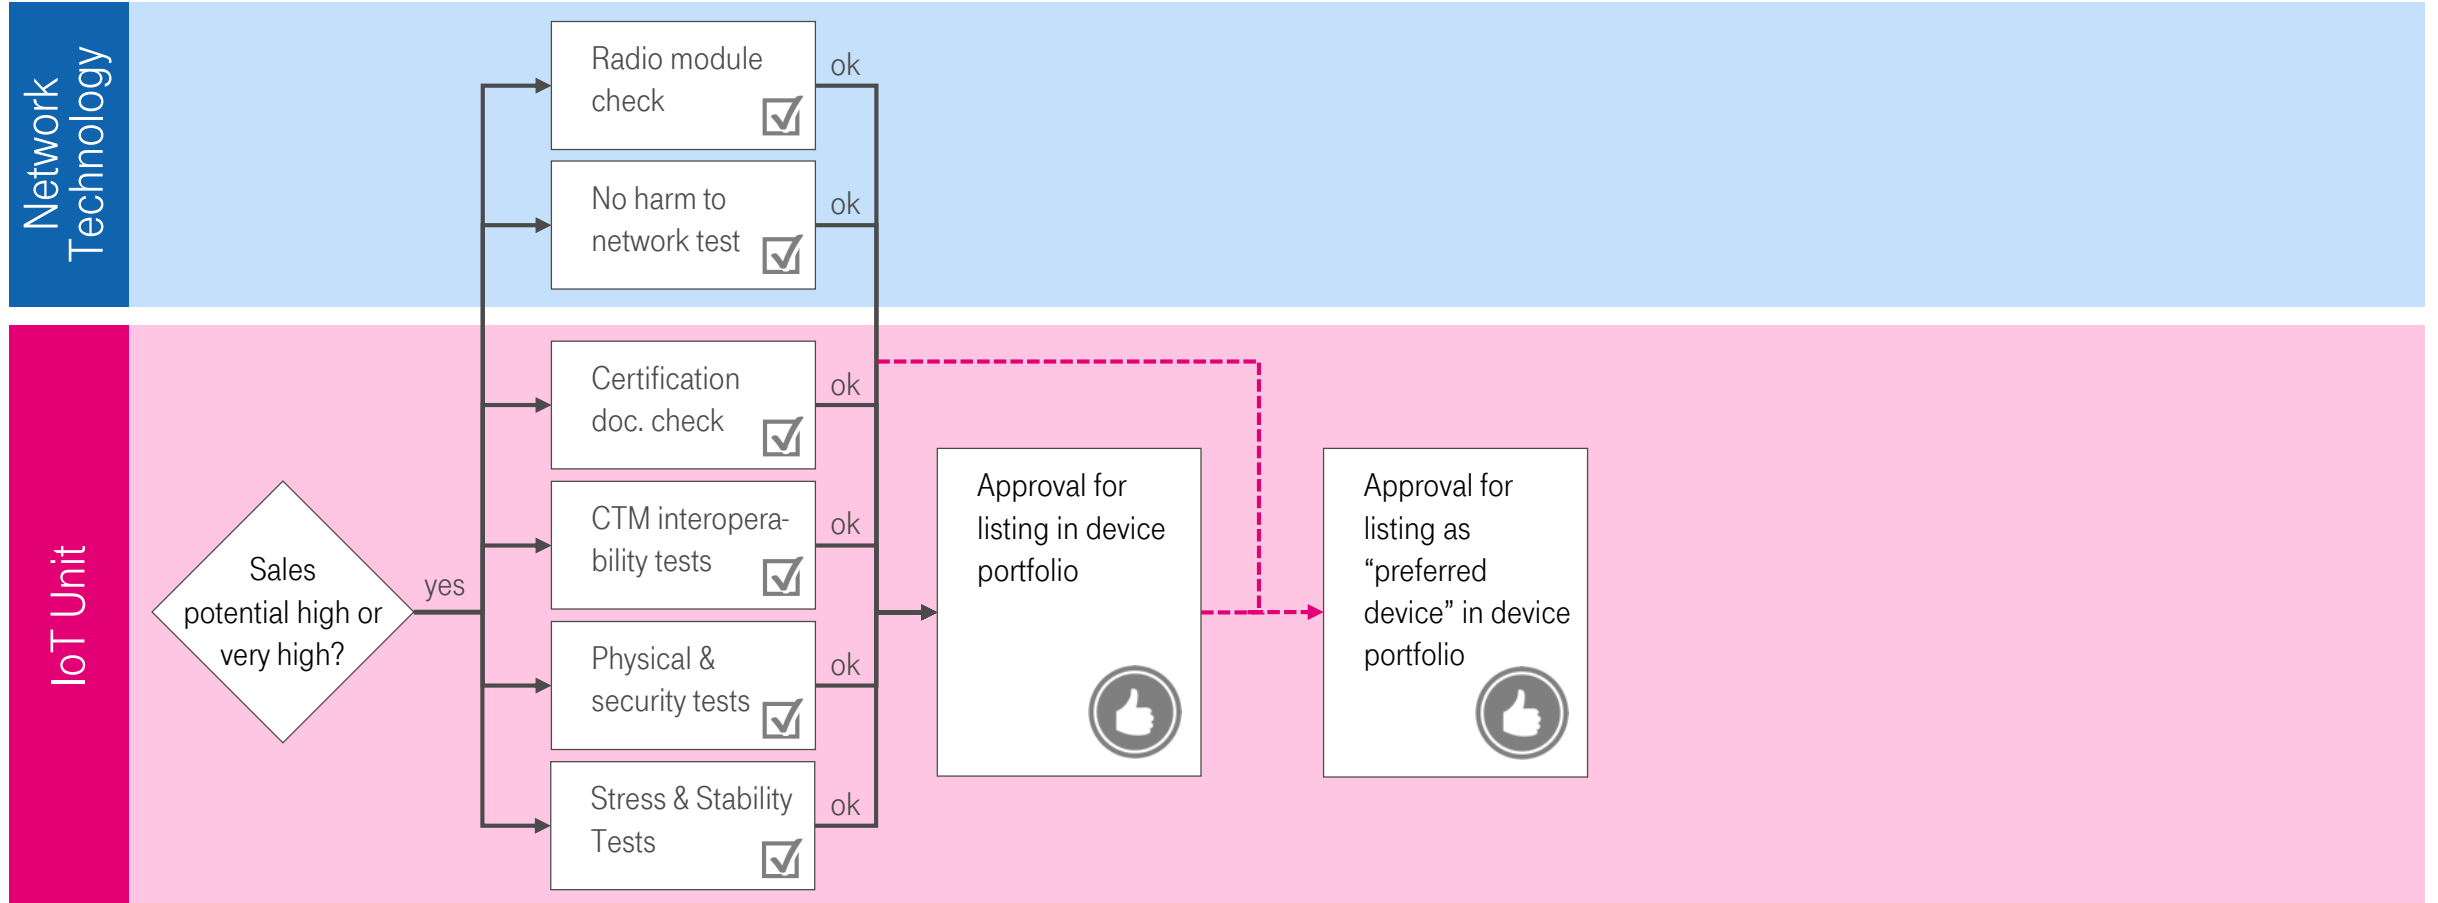 Network
Technology
Radio module
check
ok
No harm to
network test
ok
IoT Unit
Sales
potential high or
very high?
yes
Certification
doc. check
ok
CTM interopera-
bility tests
ok
Physical &
security tests
ok
Stress & Stability
Tests
ok
Approval for
listing in device
portfolio
Approval for
listing as
“preferred
device” in device
portfolio